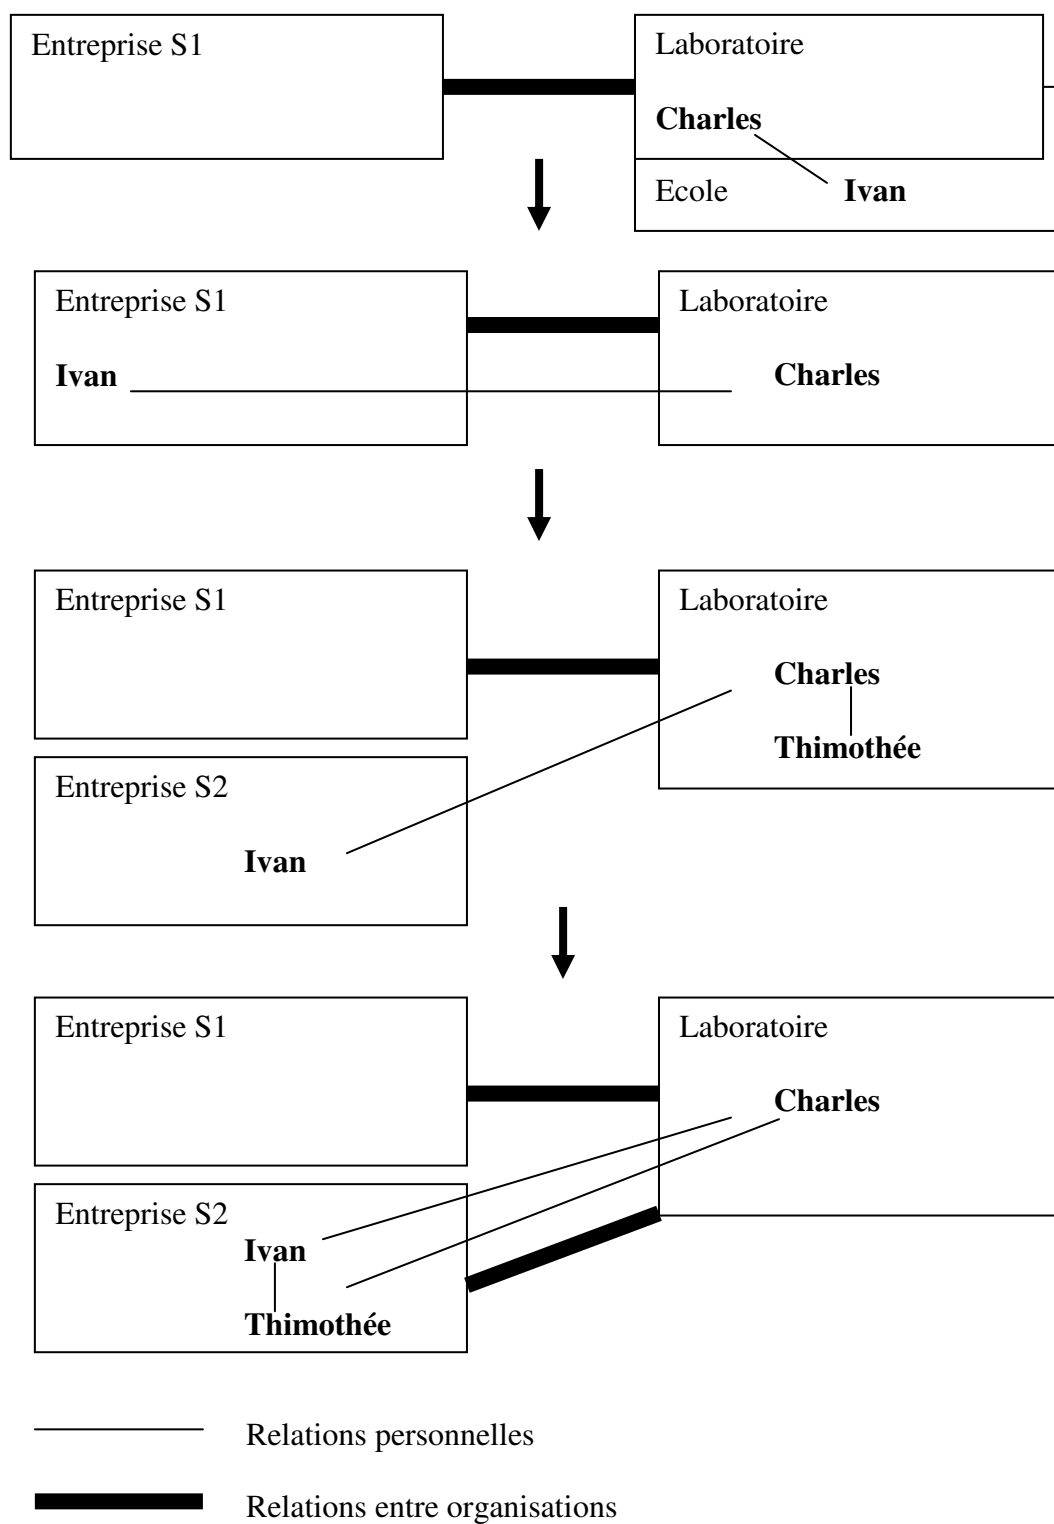 Entreprise S1
Laboratoire
Charles
Ecole
Ivan
Entreprise S1
Laboratoire
Ivan
Charles
Entreprise S1
Laboratoire
Charles
Thimothée
Entreprise S2
Ivan
Entreprise S1
Laboratoire
Charles
Entreprise S2
Ivan
Thimothée
Relations personnelles
Relations entre organisations